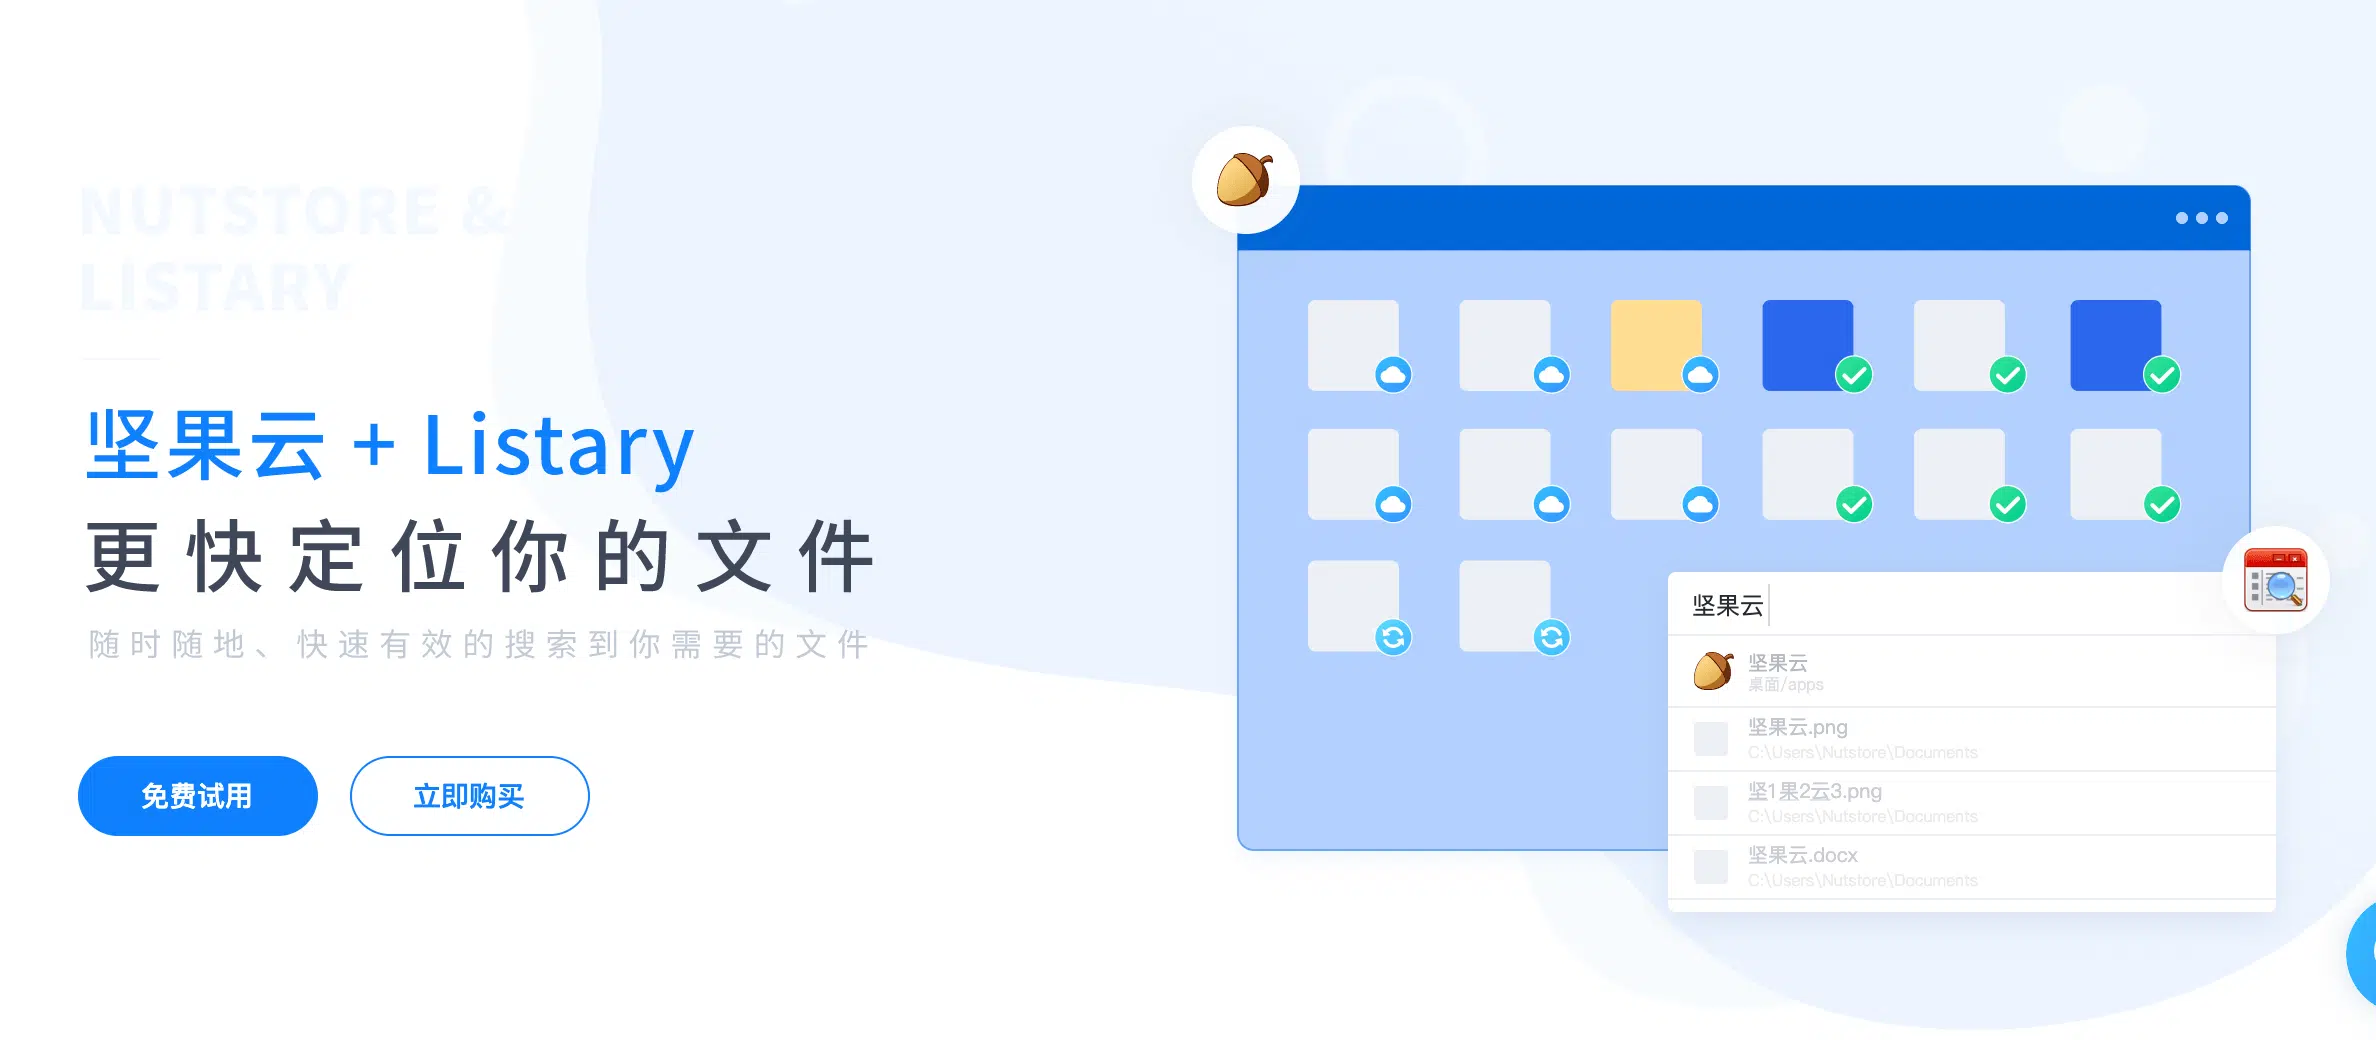 NUTSTORE &
LISTARY
坚果云 + Listary
更快定位你的文件
随时随地、快速有效的搜索到你需要的文件
免费试用
立即购买
坚果云
坚果云
桌面/apps
坚果云.png
C:\Users\Nutstore\Documents
坚1果2云3.png
C:\Users\Nutstore\Documents
坚果云.docx
C:\Users\Nutstore\Documents